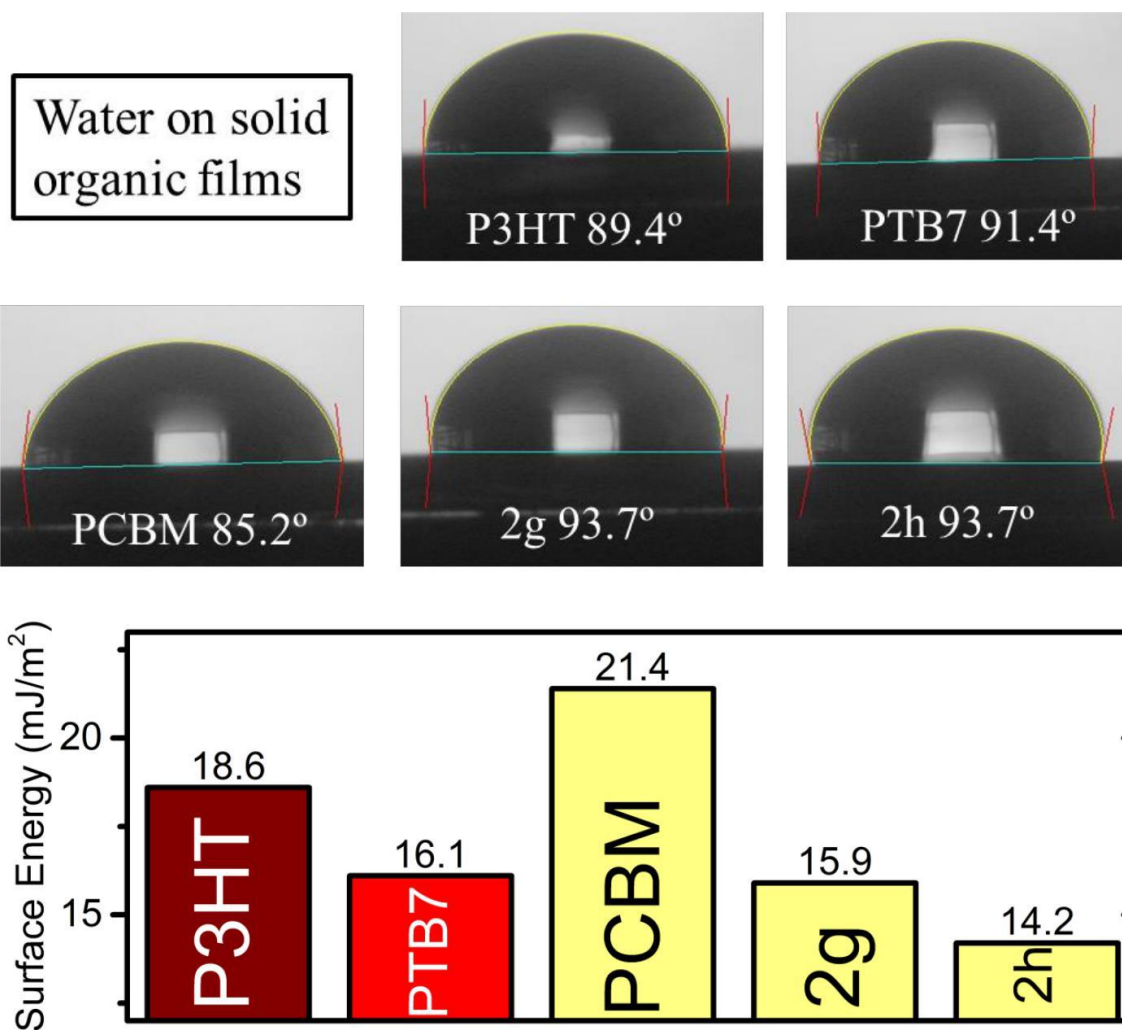 Water on solid
organic films
P3HT 89.4º
PTB7 91.4º
PCBM 85.2º
2g 93.7º
2h 93.7º
Surface Energy (mJ/m²)
20
15
18.6
16.1
21.4
15.9
14.2
P3HT
PTB7
PCBM
2g
2h